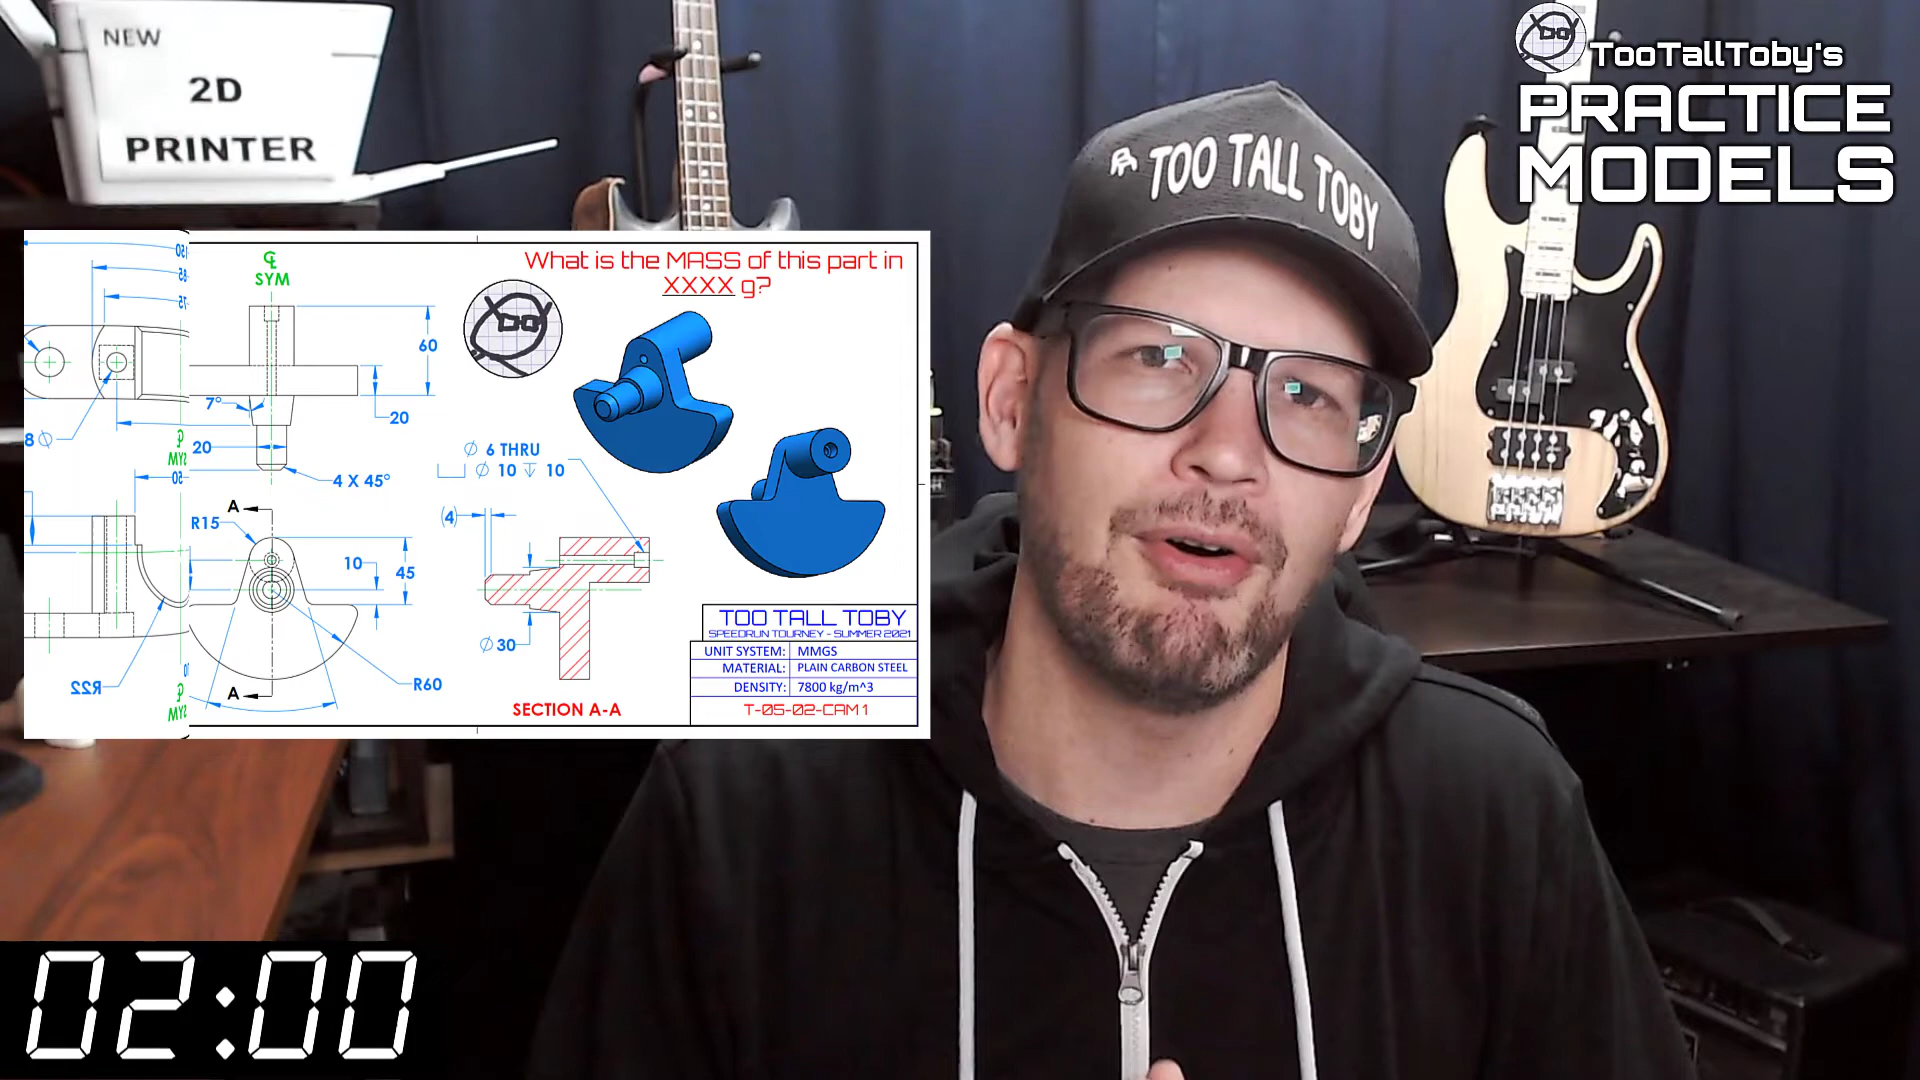 NEW
2D
PRINTER
TooTallToby's
PRACTICE
MODELS
TOO TALL TOBY
What is the MASS of this part in
XXXX g?
℄
SYM
60
7°
20
20
4 X 45°
8∅
∅ 6 THRU
⌴ ∅ 10 ↧ 10
(4)
A
R15
10
45
∅ 30
R22
A
R60
SECTION A-A
TOO TALL TOBY
SPEEDRUN TOURNEY - SUMMER 2021
UNIT SYSTEM: MMGS
MATERIAL: PLAIN CARBON STEEL
DENSITY: 7800 kg/m^3
T-05-02-CAM 1
02:00